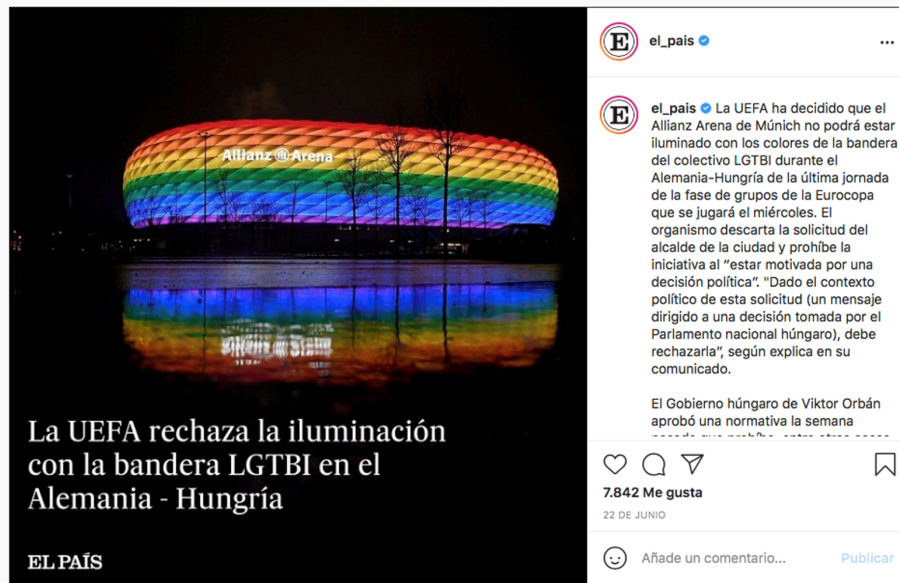 Allianz Arena
La UEFA rechaza la iluminación
con la bandera LGTBI en el
Alemania - Hungría
EL PAÍS
E
el_pais
E
el_pais La UEFA ha decidido que el
Allianz Arena de Múnich no podrá estar
iluminado con los colores de la bandera
del colectivo LGTBI durante el
Alemania-Hungría de la última jornada
de la fase de grupos de la Eurocopa
que se jugará el miércoles. El
organismo descarta la solicitud del
alcalde de la ciudad y prohíbe la
iniciativa al “estar motivada por una
decisión política”. "Dado el contexto
político de esta solicitud (un mensaje
dirigido a una decisión tomada por el
Parlamento nacional húngaro), debe
rechazarla”, según explica en su
comunicado.
El Gobierno húngaro de Viktor Orbán
aprobó una normativa la semana
7.842 Me gusta
22 DE JUNIO
Añade un comentario...
Publicar